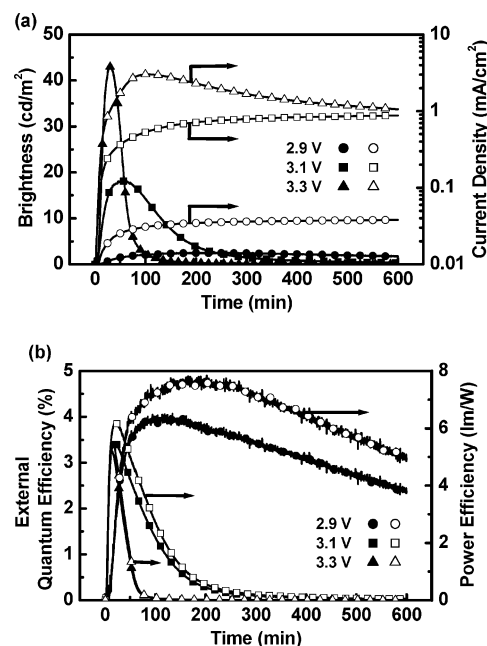 (a)
50
40
30
20
10
0
Brightness (cd/m²)
10
1
0.1
0.01
Current Density (mA/cm²)
2.9 V
3.1 V
3.3 V
0 100 200 300 400 500 600
Time (min)
(b)
5
4
3
2
1
0
External
Quantum Efficiency (%)
8
6
4
2
0
Power Efficiency (lm/W)
2.9 V
3.1 V
3.3 V
0 100 200 300 400 500 600
Time (min)